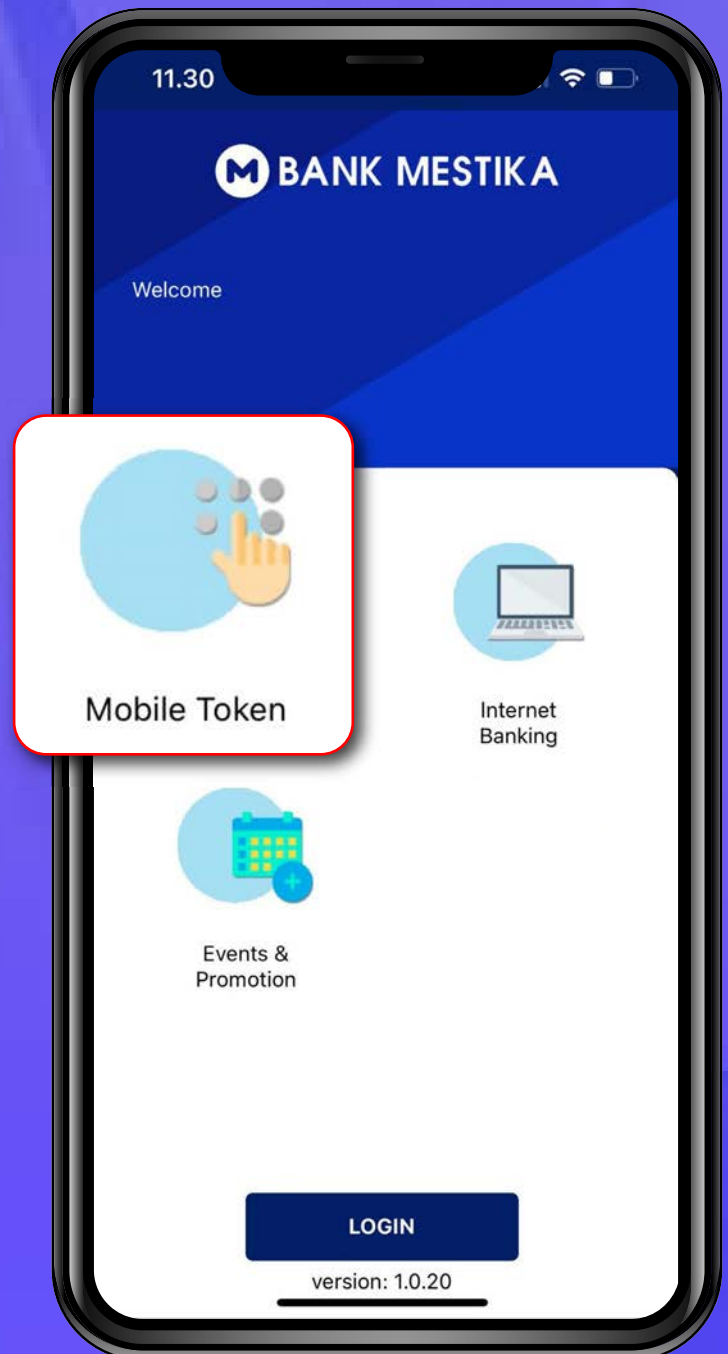 11.30
M BANK MESTIKA
Welcome
Mobile Token
Internet
Banking
Events &
Promotion
LOGIN
version: 1.0.20